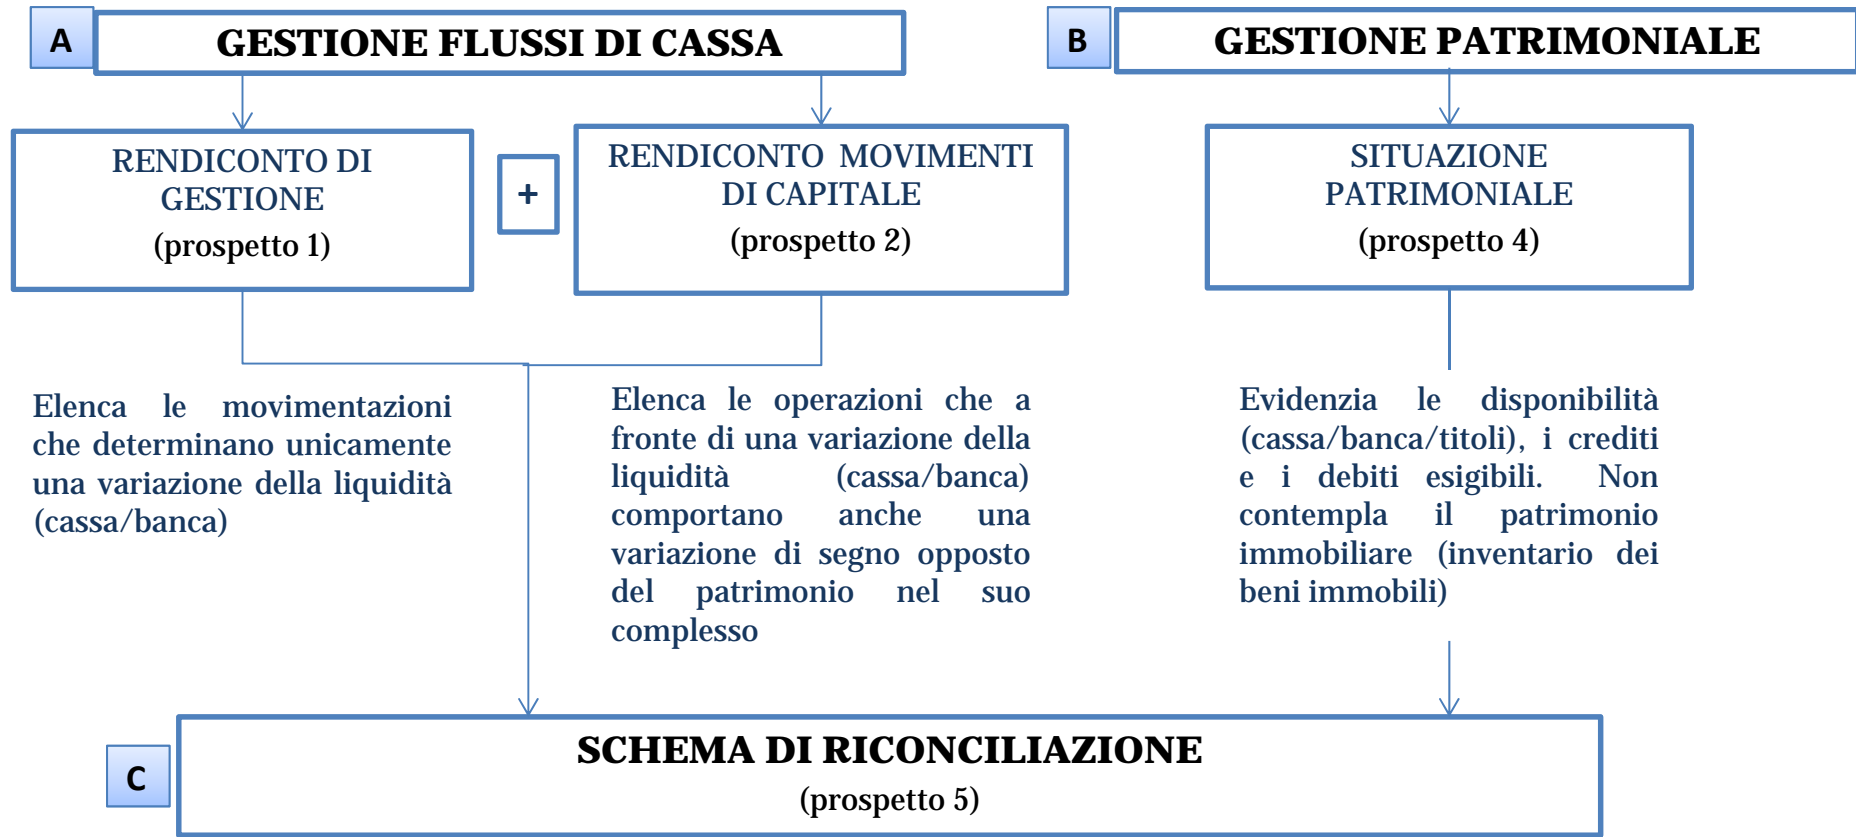 A
GESTIONE FLUSSI DI CASSA
B
GESTIONE PATRIMONIALE
RENDICONTO DI
GESTIONE
(prospetto 1)
+
RENDICONTO MOVIMENTI
DI CAPITALE
(prospetto 2)
SITUAZIONE
PATRIMONIALE
(prospetto 4)
Elenca le movimentazioni
che determinano unicamente
una variazione della liquidità
(cassa/banca)
Elenca le operazioni che a
fronte di una variazione della
liquidità (cassa/banca)
comportano anche una
variazione di segno opposto
del patrimonio nel suo
complesso
Evidenzia le disponibilità
(cassa/banca/titoli), i crediti
e i debiti esigibili. Non
contempla il patrimonio
immobiliare (inventario dei
beni immobili)
C
SCHEMA DI RICONCILIAZIONE
(prospetto 5)